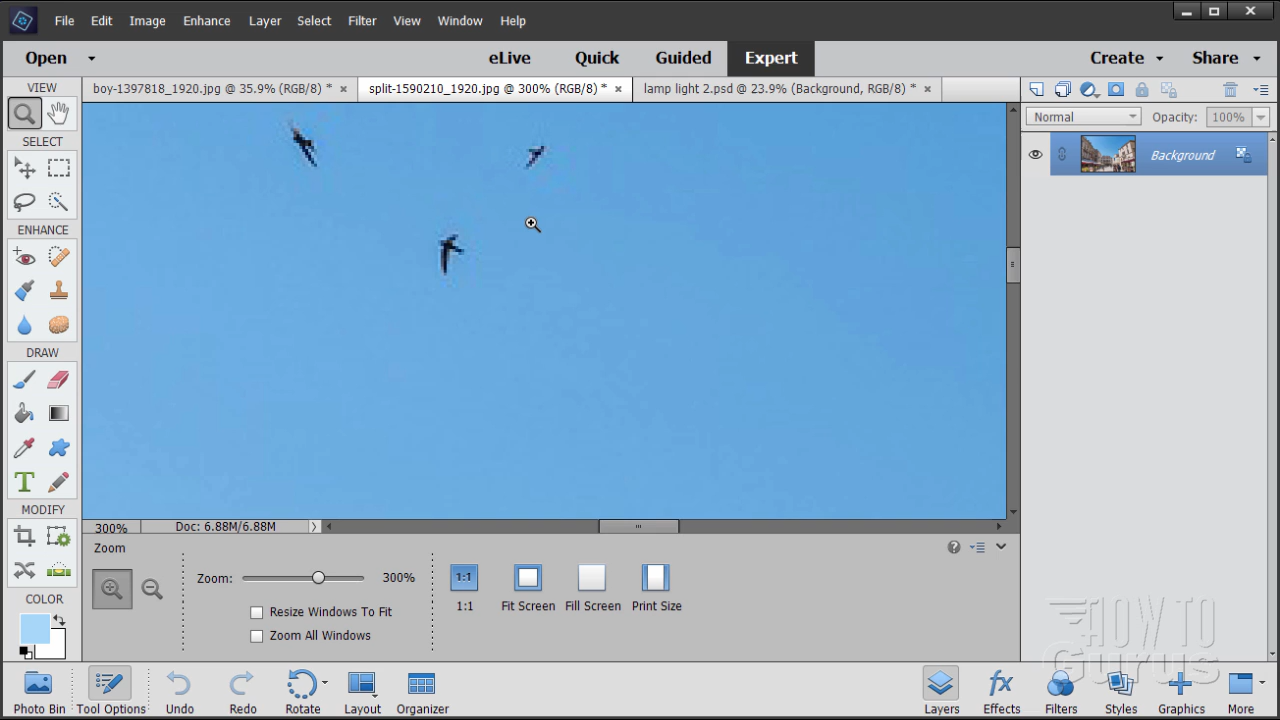 File Edit Image Enhance Layer Select Filter View Window Help
Open eLive Quick Guided Expert Create Share
VIEW boy-1397818_1920.jpg @ 35.9% (RGB/8) * split-1590210_1920.jpg @ 300% (RGB/8) * lamp light 2.psd @ 23.9% (Background, RGB/8) *
Normal Opacity: 100%
SELECT
Background
ENHANCE
DRAW
T
MODIFY
300% Doc: 6.88M/6.88M
Zoom
Zoom: 300% 1:1
1:1 Fit Screen Fill Screen Print Size
COLOR
Resize Windows To Fit
Zoom All Windows
HOW TO
Gurus
fx
Photo Bin Tool Options Undo Redo Rotate Layout Organizer Layers Effects Filters Styles Graphics More